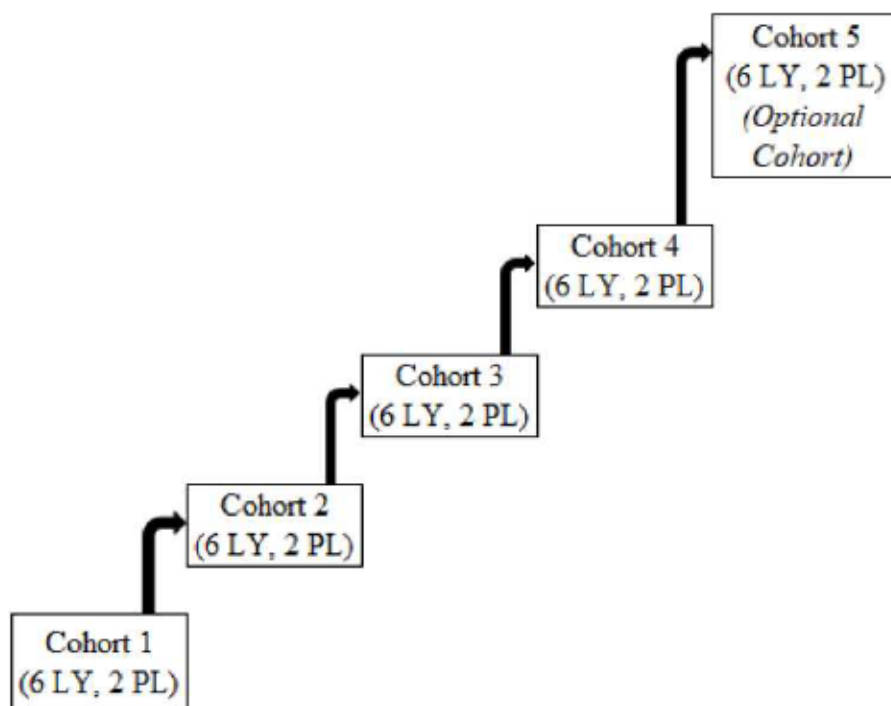 Cohort 5
(6 LY, 2 PL)
(Optional
Cohort)
Cohort 4
(6 LY, 2 PL)
Cohort 3
(6 LY, 2 PL)
Cohort 2
(6 LY, 2 PL)
Cohort 1
(6 LY, 2 PL)